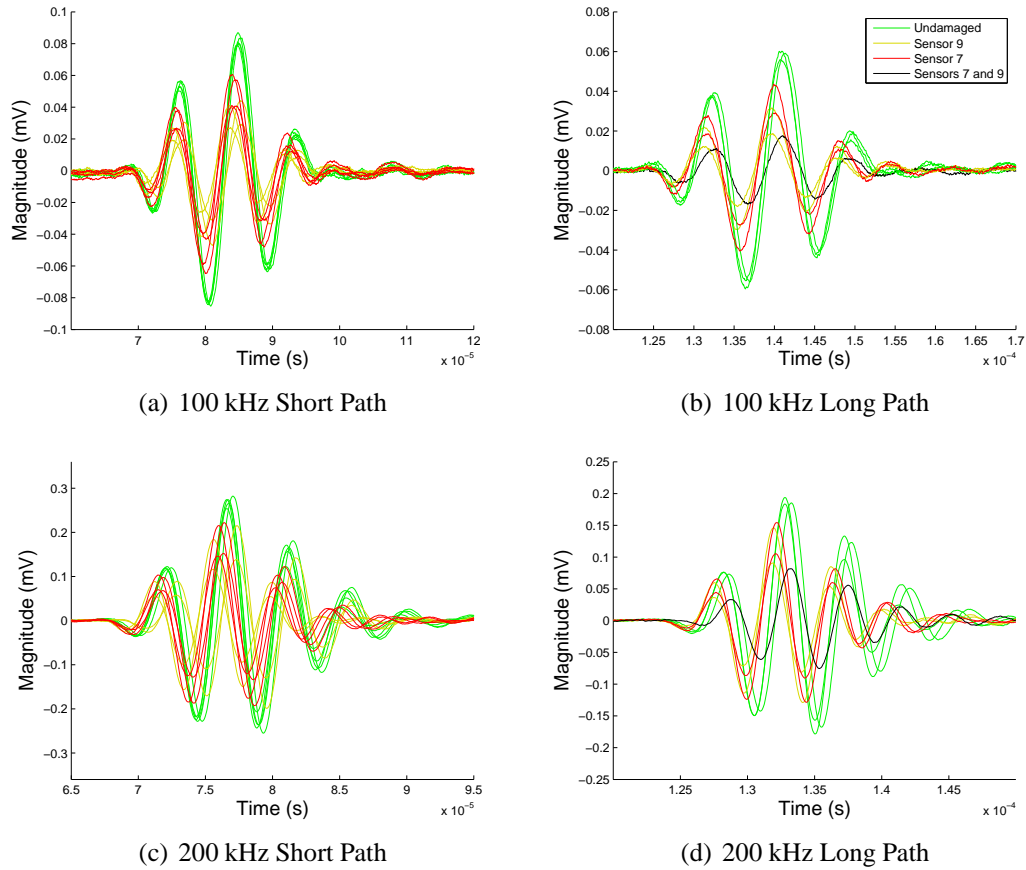 0.1
0.08
0.06
0.04
0.02
0
−0.02
−0.04
−0.06
−0.08
−0.1
Magnitude (mV)
7 8 9 10 11 12
Time (s)
x 10⁻⁵
(a) 100 kHz Short Path
0.08
0.06
0.04
0.02
0
−0.02
−0.04
−0.06
−0.08
Magnitude (mV)
Undamaged
Sensor 9
Sensor 7
Sensors 7 and 9
1.25 1.3 1.35 1.4 1.45 1.5 1.55 1.6 1.65 1.7
Time (s)
x 10⁻⁴
(b) 100 kHz Long Path
0.3
0.2
0.1
0
−0.1
−0.2
−0.3
Magnitude (mV)
6.5 7 7.5 8 8.5 9 9.5
Time (s)
x 10⁻⁵
(c) 200 kHz Short Path
0.25
0.2
0.15
0.1
0.05
0
−0.05
−0.1
−0.15
−0.2
−0.25
Magnitude (mV)
1.25 1.3 1.35 1.4 1.45 1.5
Time (s)
x 10⁻⁴
(d) 200 kHz Long Path